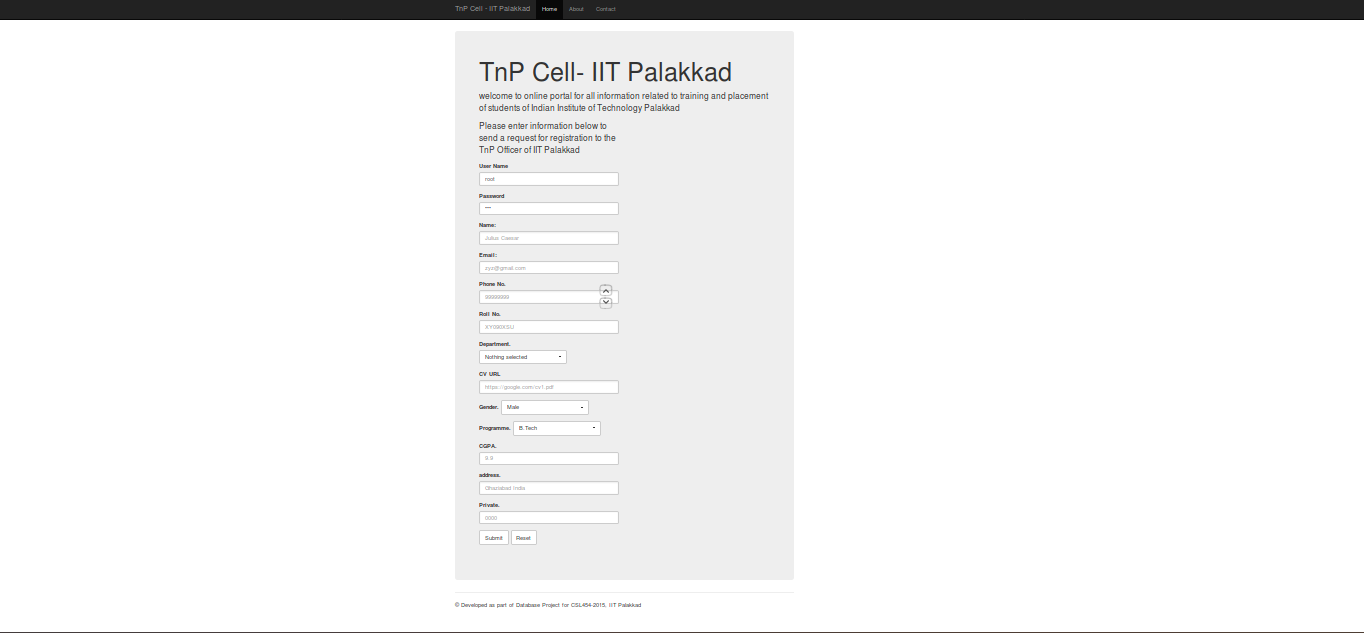 TnP Cell - IIT Palakkad Home About Contact
TnP Cell- IIT Palakkad
welcome to online portal for all information related to training and placement
of students of Indian Institute of Technology Palakkad
Please enter information below to
send a request for registration to the
TnP Officer of IIT Palakkad
User Name
root
Password
Name:
Julius Caesar
Email:
xyz@gmail.com
Phone No.
99999999
Roll No.
Department.
Nothing selected
CV URL
https://google.com/cv1.pdf
Gender. Male
Programme. B.Tech
CGPA.
9.9
address.
Ghaziabad India
Private.
0000
Submit Reset
© Developed as part of Database Project for CSL454-2015, IIT Palakkad